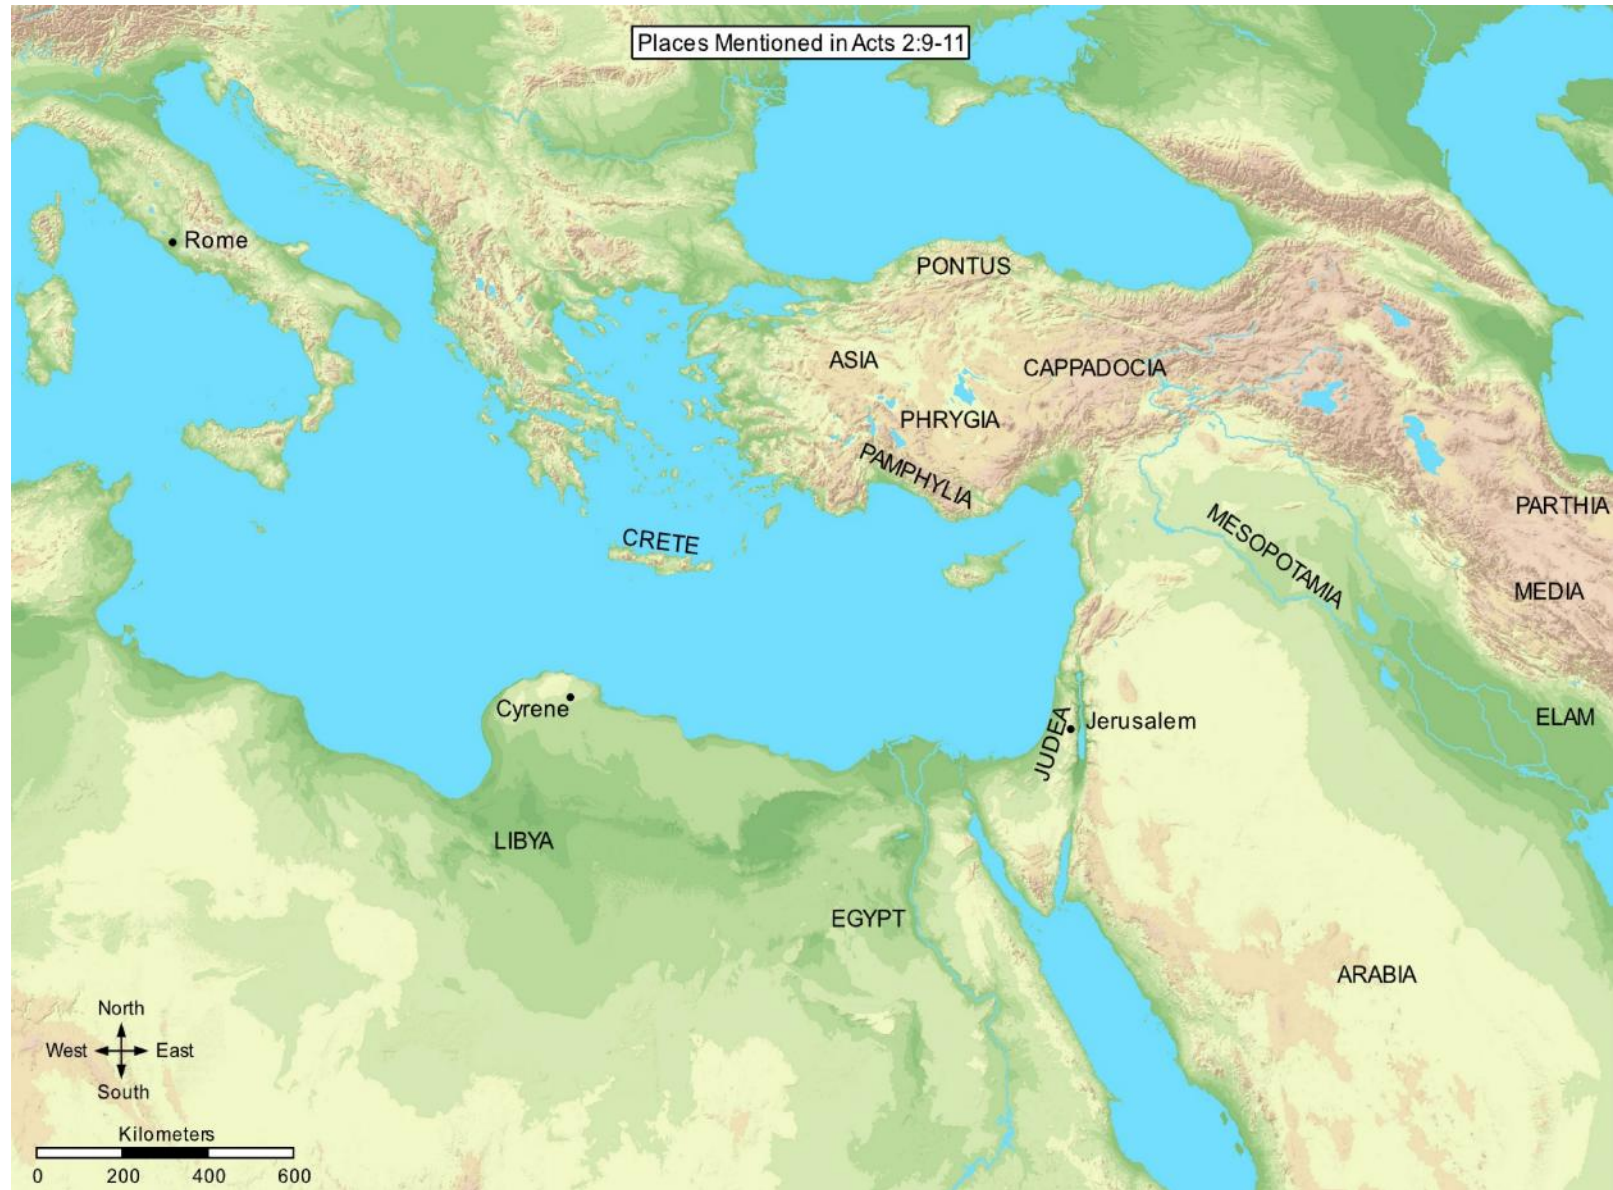 Places Mentioned in Acts 2:9-11
Rome
PONTUS
ASIA
CAPPADOCIA
PHRYGIA
PAMPHYLIA
PARTHIA
CRETE
MESOPOTAMIA
MEDIA
Cyrene
JUDEA
Jerusalem
ELAM
LIBYA
EGYPT
ARABIA
North
West East
South
Kilometers
0 200 400 600